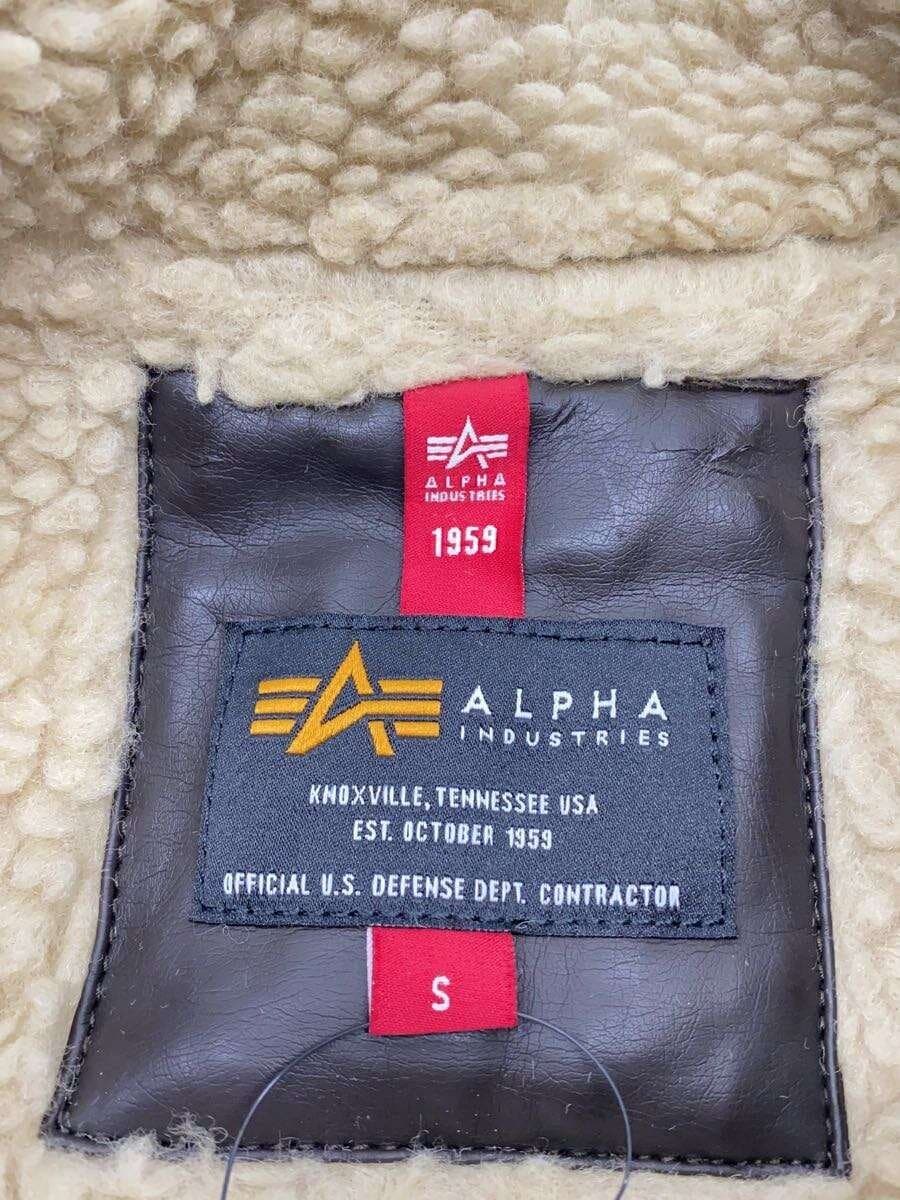 ALPHA
INDUSTRIES
1959
ALPHA
INDUSTRIES
KNOXVILLE, TENNESSEE USA
EST. OCTOBER 1959
OFFICIAL U.S. DEFENSE DEPT. CONTRACTOR
S